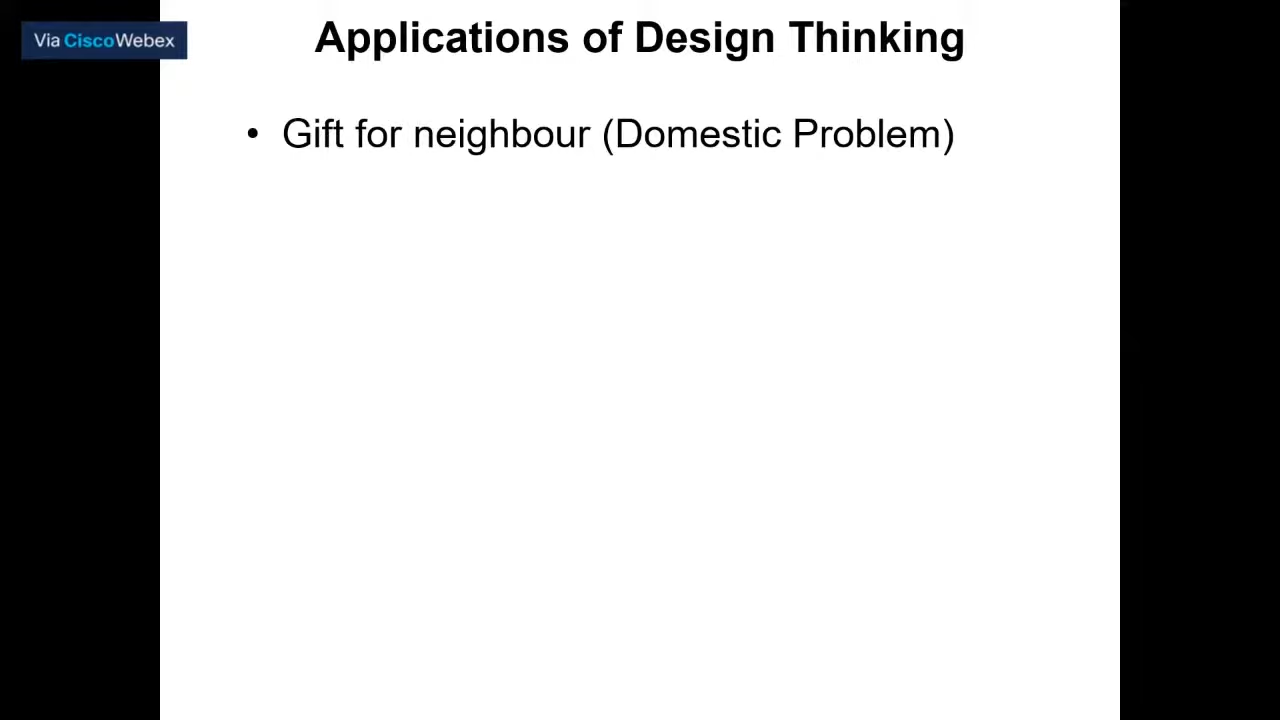 Via CiscoWebex
Applications of Design Thinking
• Gift for neighbour (Domestic Problem)